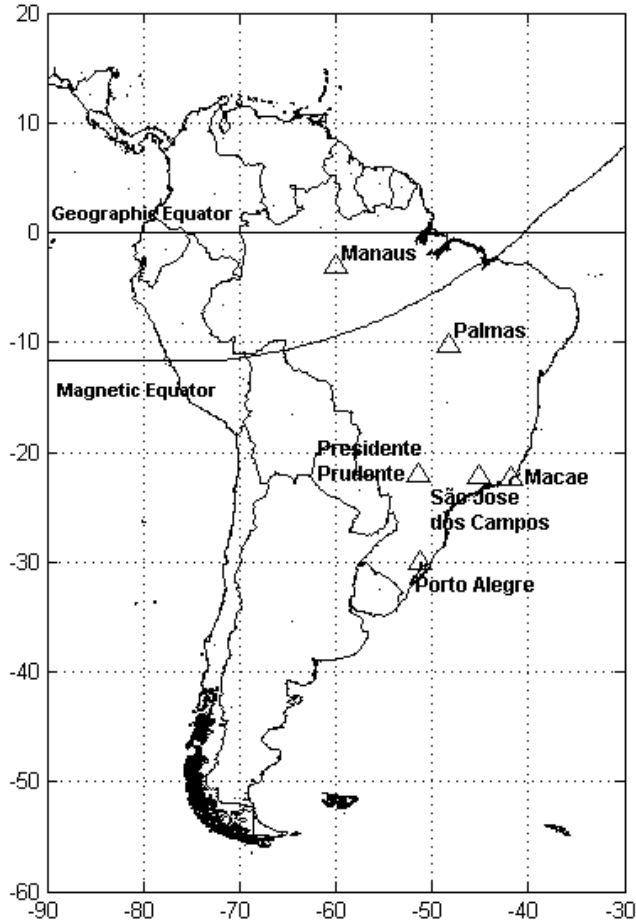 20
10
Geographic Equator
0
Manaus
-10
Palmas
Magnetic Equator
-20
Presidente
Prudente
Macae
São Jose
dos Campos
-30
Porto Alegre
-40
-50
-60
-90 -80 -70 -60 -50 -40 -30